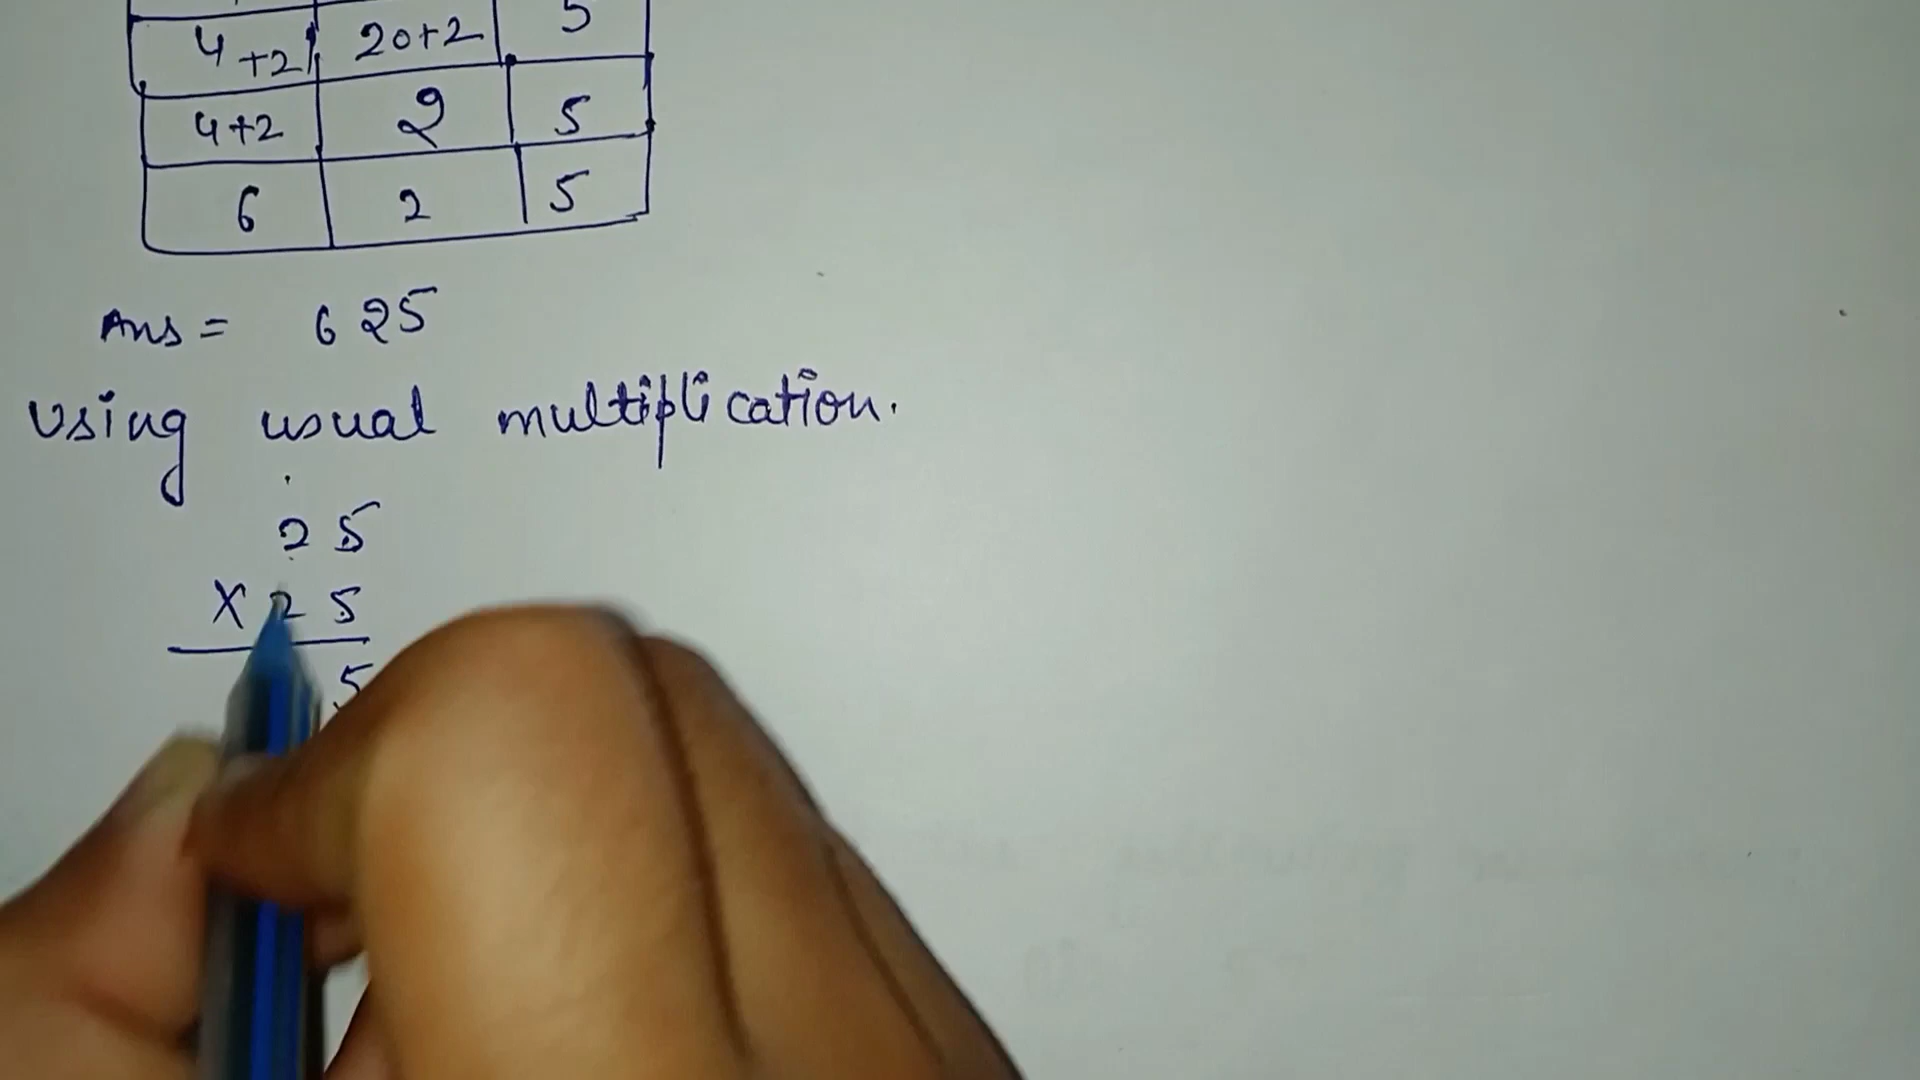 4+2 20+2 5
4+2 2 5
6 2 5
Ans = 625
Using usual multiplication.
25
X 25
5